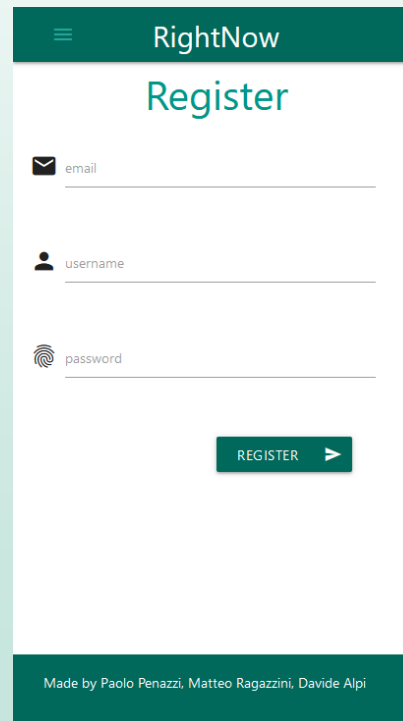 RightNow
Register
email
username
password
REGISTER
Made by Paolo Penazzi, Matteo Ragazzini, Davide Alpi